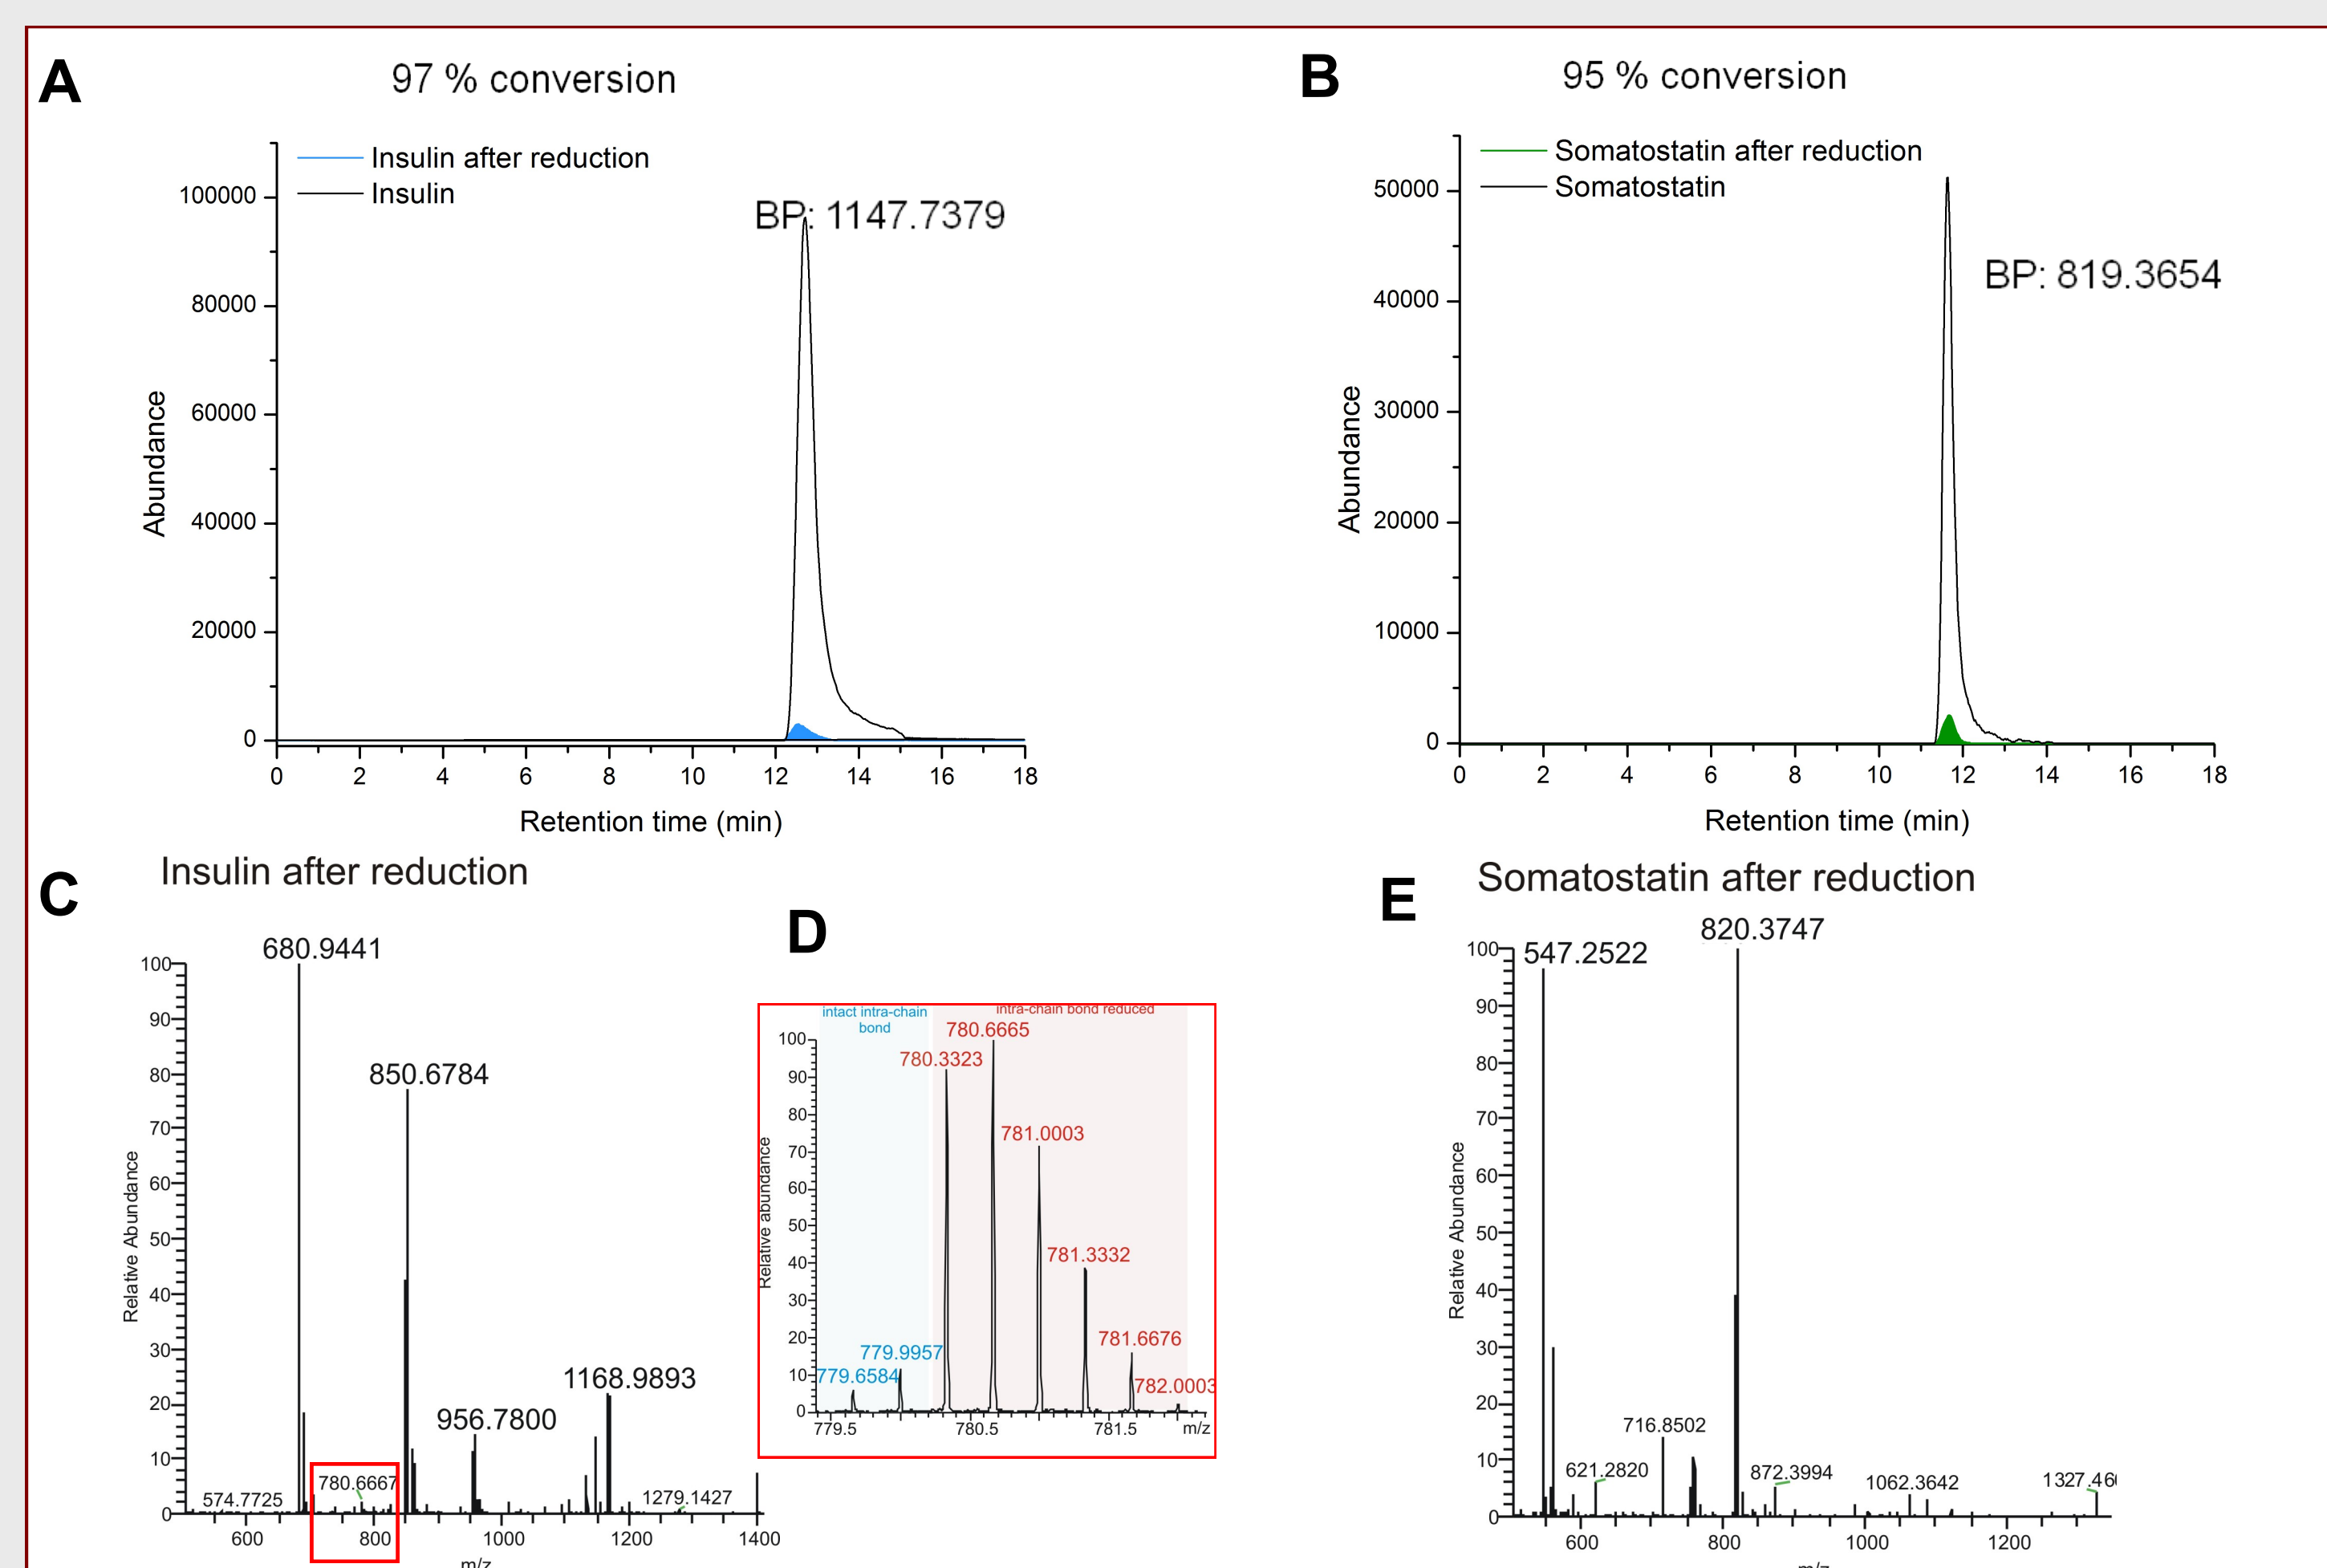 A
97 % conversion
Insulin after reduction
Insulin
BP: 1147.7379
100000
80000
60000
40000
20000
0
Abundance
0 2 4 6 8 10 12 14 16 18
Retention time (min)
B
95 % conversion
Somatostatin after reduction
Somatostatin
BP: 819.3654
50000
40000
30000
20000
10000
0
Abundance
0 2 4 6 8 10 12 14 16 18
Retention time (min)
C
Insulin after reduction
680.9441
850.6784
1168.9893
956.7800
780.6667
574.7725
1279.1427
100
90
80
70
60
50
40
30
20
10
0
Relative Abundance
600 800 1000 1200 1400
m/z
D
intact intra-chain
bond
intra-chain bond reduced
780.6665
780.3323
781.0003
781.3332
781.6676
779.9957
779.6584
782.0003
100
90
80
70
60
50
40
30
20
10
0
Relative abundance
779.5 780.5 781.5 m/z
E
Somatostatin after reduction
820.3747
547.2522
716.8502
621.2820
872.3994
1062.3642
1327.46
100
90
80
70
60
50
40
30
20
10
0
Relative Abundance
600 800 1000 1200
m/z